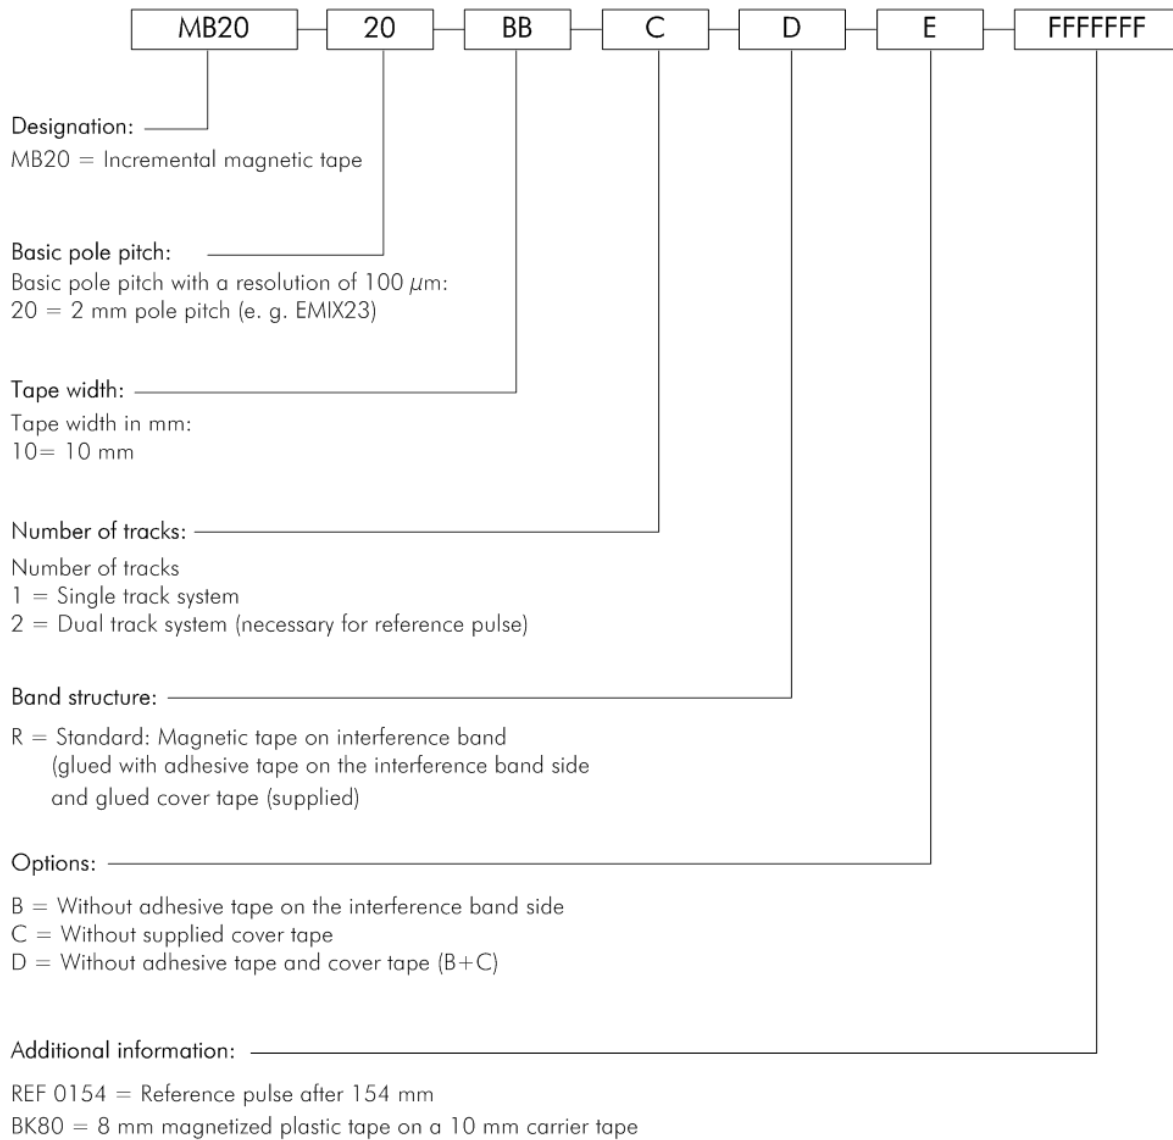 MB20 20 BB C D E FFFFFFF
Designation:
MB20 = Incremental magnetic tape
Basic pole pitch:
Basic pole pitch with a resolution of 100 µm:
20 = 2 mm pole pitch (e. g. EMIX23)
Tape width:
Tape width in mm:
10= 10 mm
Number of tracks:
Number of tracks
1 = Single track system
2 = Dual track system (necessary for reference pulse)
Band structure:
R = Standard: Magnetic tape on interference band
(glued with adhesive tape on the interference band side
and glued cover tape (supplied)
Options:
B = Without adhesive tape on the interference band side
C = Without supplied cover tape
D = Without adhesive tape and cover tape (B+C)
Additional information:
REF 0154 = Reference pulse after 154 mm
BK80 = 8 mm magnetized plastic tape on a 10 mm carrier tape